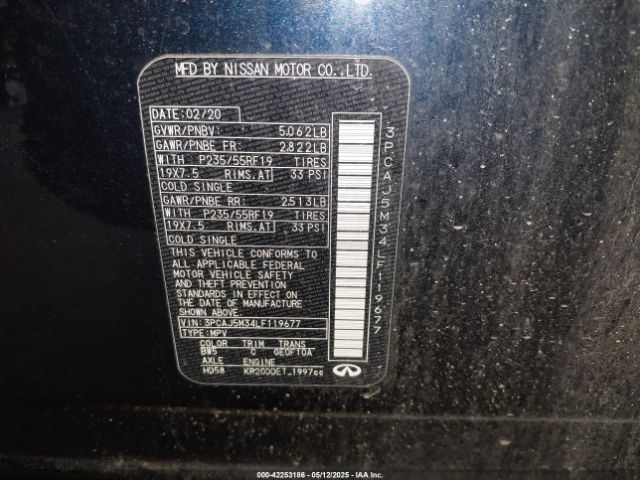 MFD BY NISSAN MOTOR CO.,LTD.
DATE: 02/20
GVWR/PNBV: 5,062LB
GAWR/PNBE FR: 2,822LB
WITH P235/55RF19 TIRES
19X7.5 RIMS,AT 33 PSI
COLD SINGLE
GAWR/PNBE RR: 2,513LB
WITH P235/55RF19 TIRES
19X7.5 RIMS,AT 33 PSI
COLD SINGLE
THIS VEHICLE CONFORMS TO
ALL APPLICABLE FEDERAL
MOTOR VEHICLE SAFETY
AND THEFT PREVENTION
STANDARDS IN EFFECT ON
THE DATE OF MANUFACTURE
SHOWN ABOVE.
VIN: 3PCAJ5M34LF119677
TYPE: MPV
COLOR TRIM TRANS
BW5 C GE0F10A
AXLE ENGINE
HD58 KR20DDET 1997cc
3PCAJ5M34LF119677
000-42253186 - 05/12/2025 - IAA Inc.